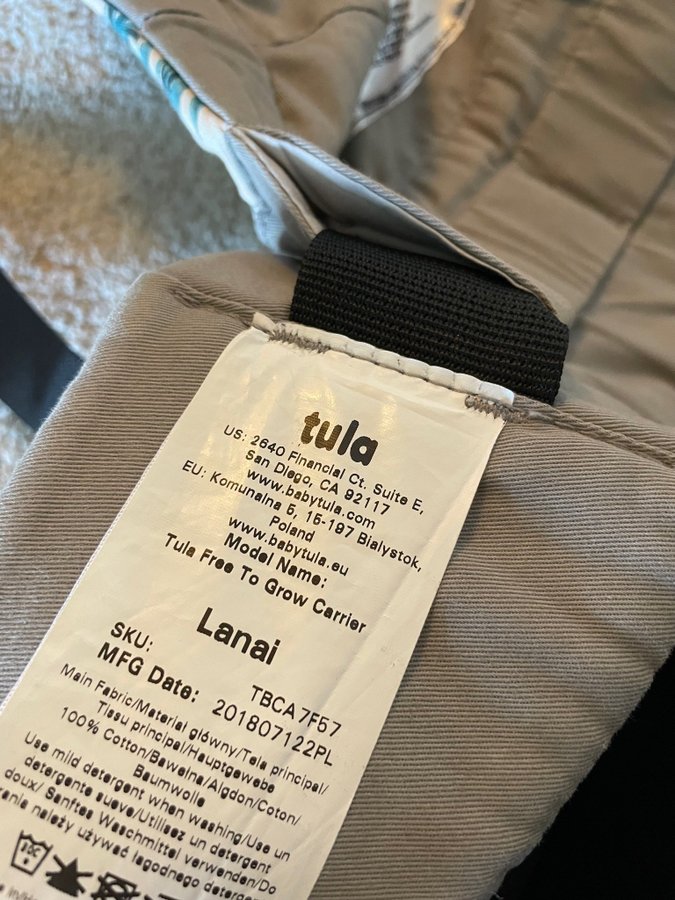 tula
US: 2640 Financial Ct. Suite E,
San Diego, CA 92117
www.babytula.com
EU: Komunalna 5, 15-197 Bialystok,
Poland
www.babytula.eu
Model Name:
Tula Free To Grow Carrier
Lanai
SKU: TBCA7F57
MFG Date: 201807122PL
Main Fabric/Materiał główny/Tela principal/
Tissu principal/Hauptgewebe
100% Cotton/Bawełna/Algdon/Coton/
Baumwolle
Use mild detergent when washing/Use un
detergente suave/Utilisez un detergent
doux/ Sanftes Waschmittel verwenden/Do
prania należy używać łagodnego